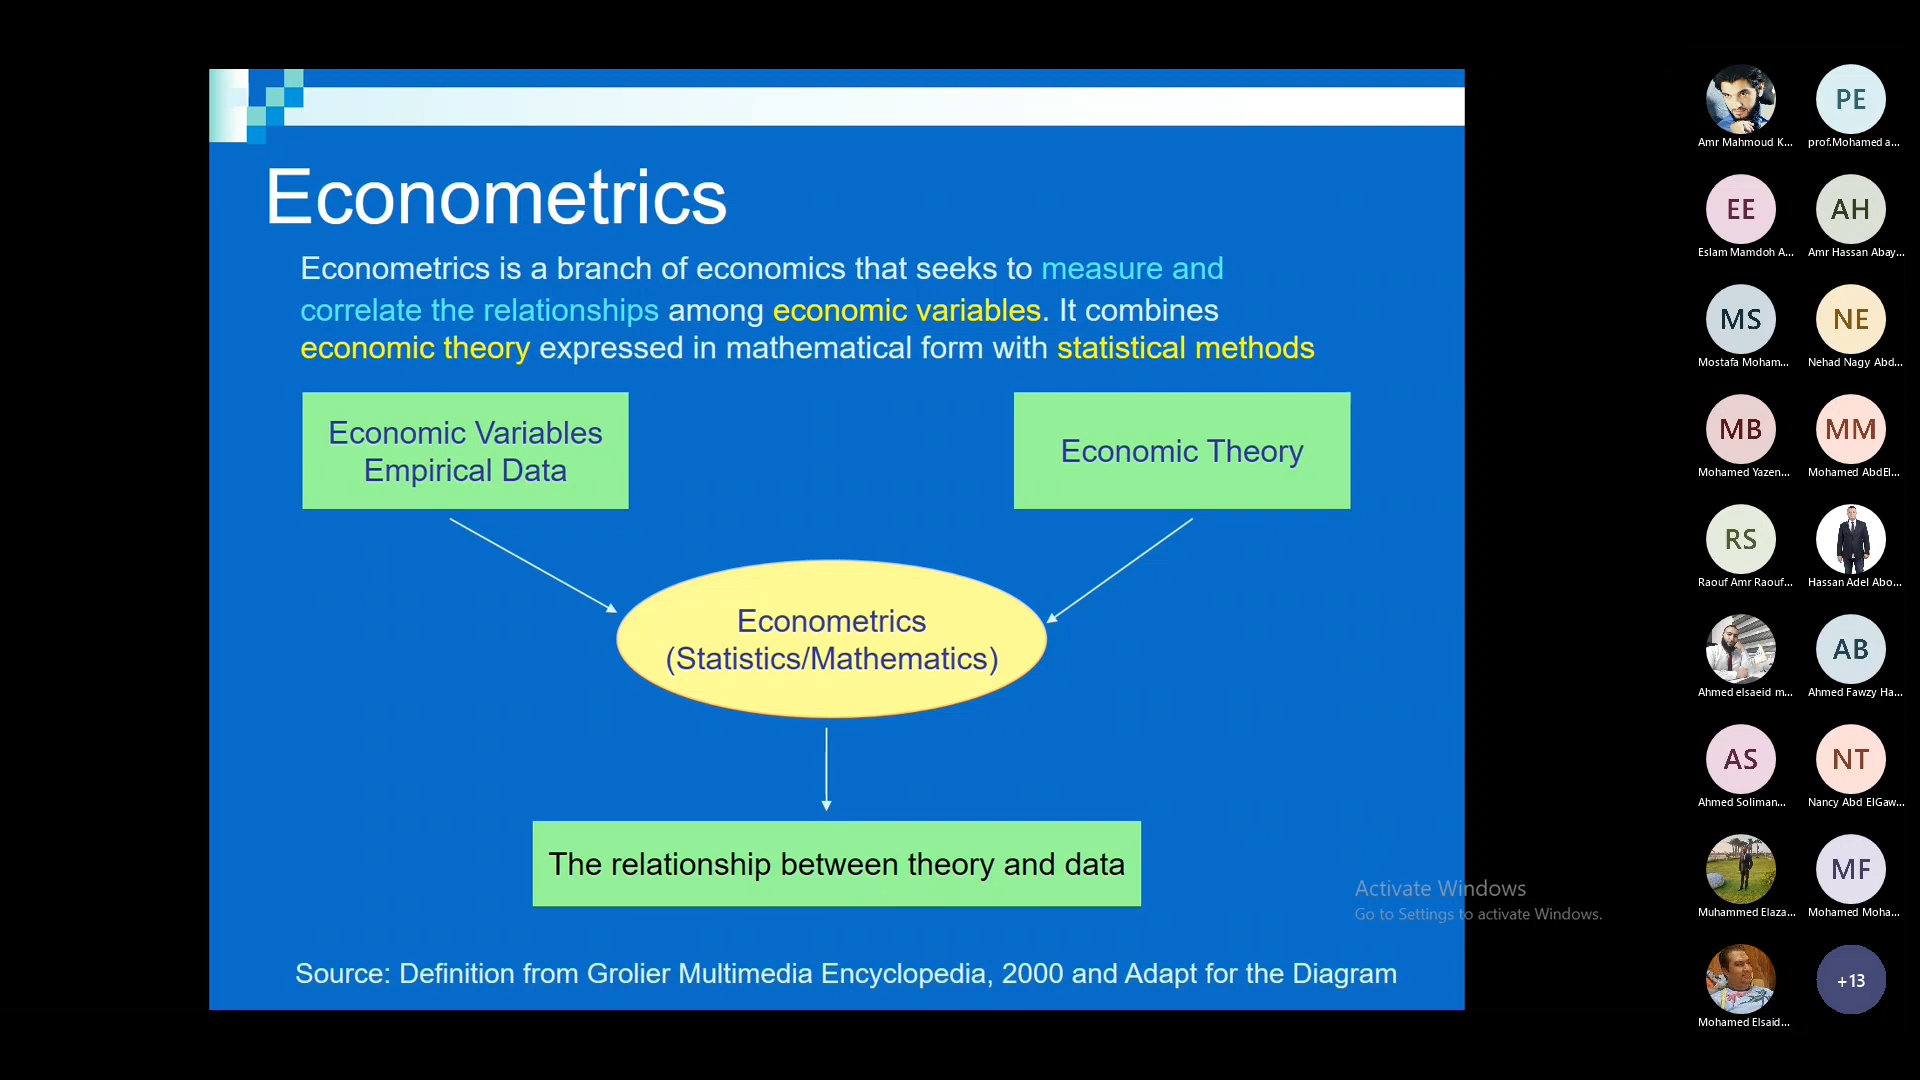 Econometrics
Econometrics is a branch of economics that seeks to measure and
correlate the relationships among economic variables. It combines
economic theory expressed in mathematical form with statistical methods
Economic Variables
Empirical Data
Economic Theory
Econometrics
(Statistics/Mathematics)
The relationship between theory and data
Source: Definition from Grolier Multimedia Encyclopedia, 2000 and Adapt for the Diagram
Activate Windows
Go to Settings to activate Windows.
Amr Mahmoud K...
PE
prof.Mohamed a...
EE
Eslam Mamdoh A...
AH
Amr Hassan Abay...
MS
Mostafa Moham...
NE
Nehad Nagy Abd...
MB
Mohamed Yazen...
MM
Mohamed AbdEl...
RS
Raouf Amr Raouf...
Hassan Adel Abo...
Ahmed elsaeid m...
AB
Ahmed Fawzy Ha...
AS
Ahmed Soliman...
NT
Nancy Abd ElGaw...
Muhammed Elaza...
MF
Mohamed Moha...
Mohamed Elsaid...
+13